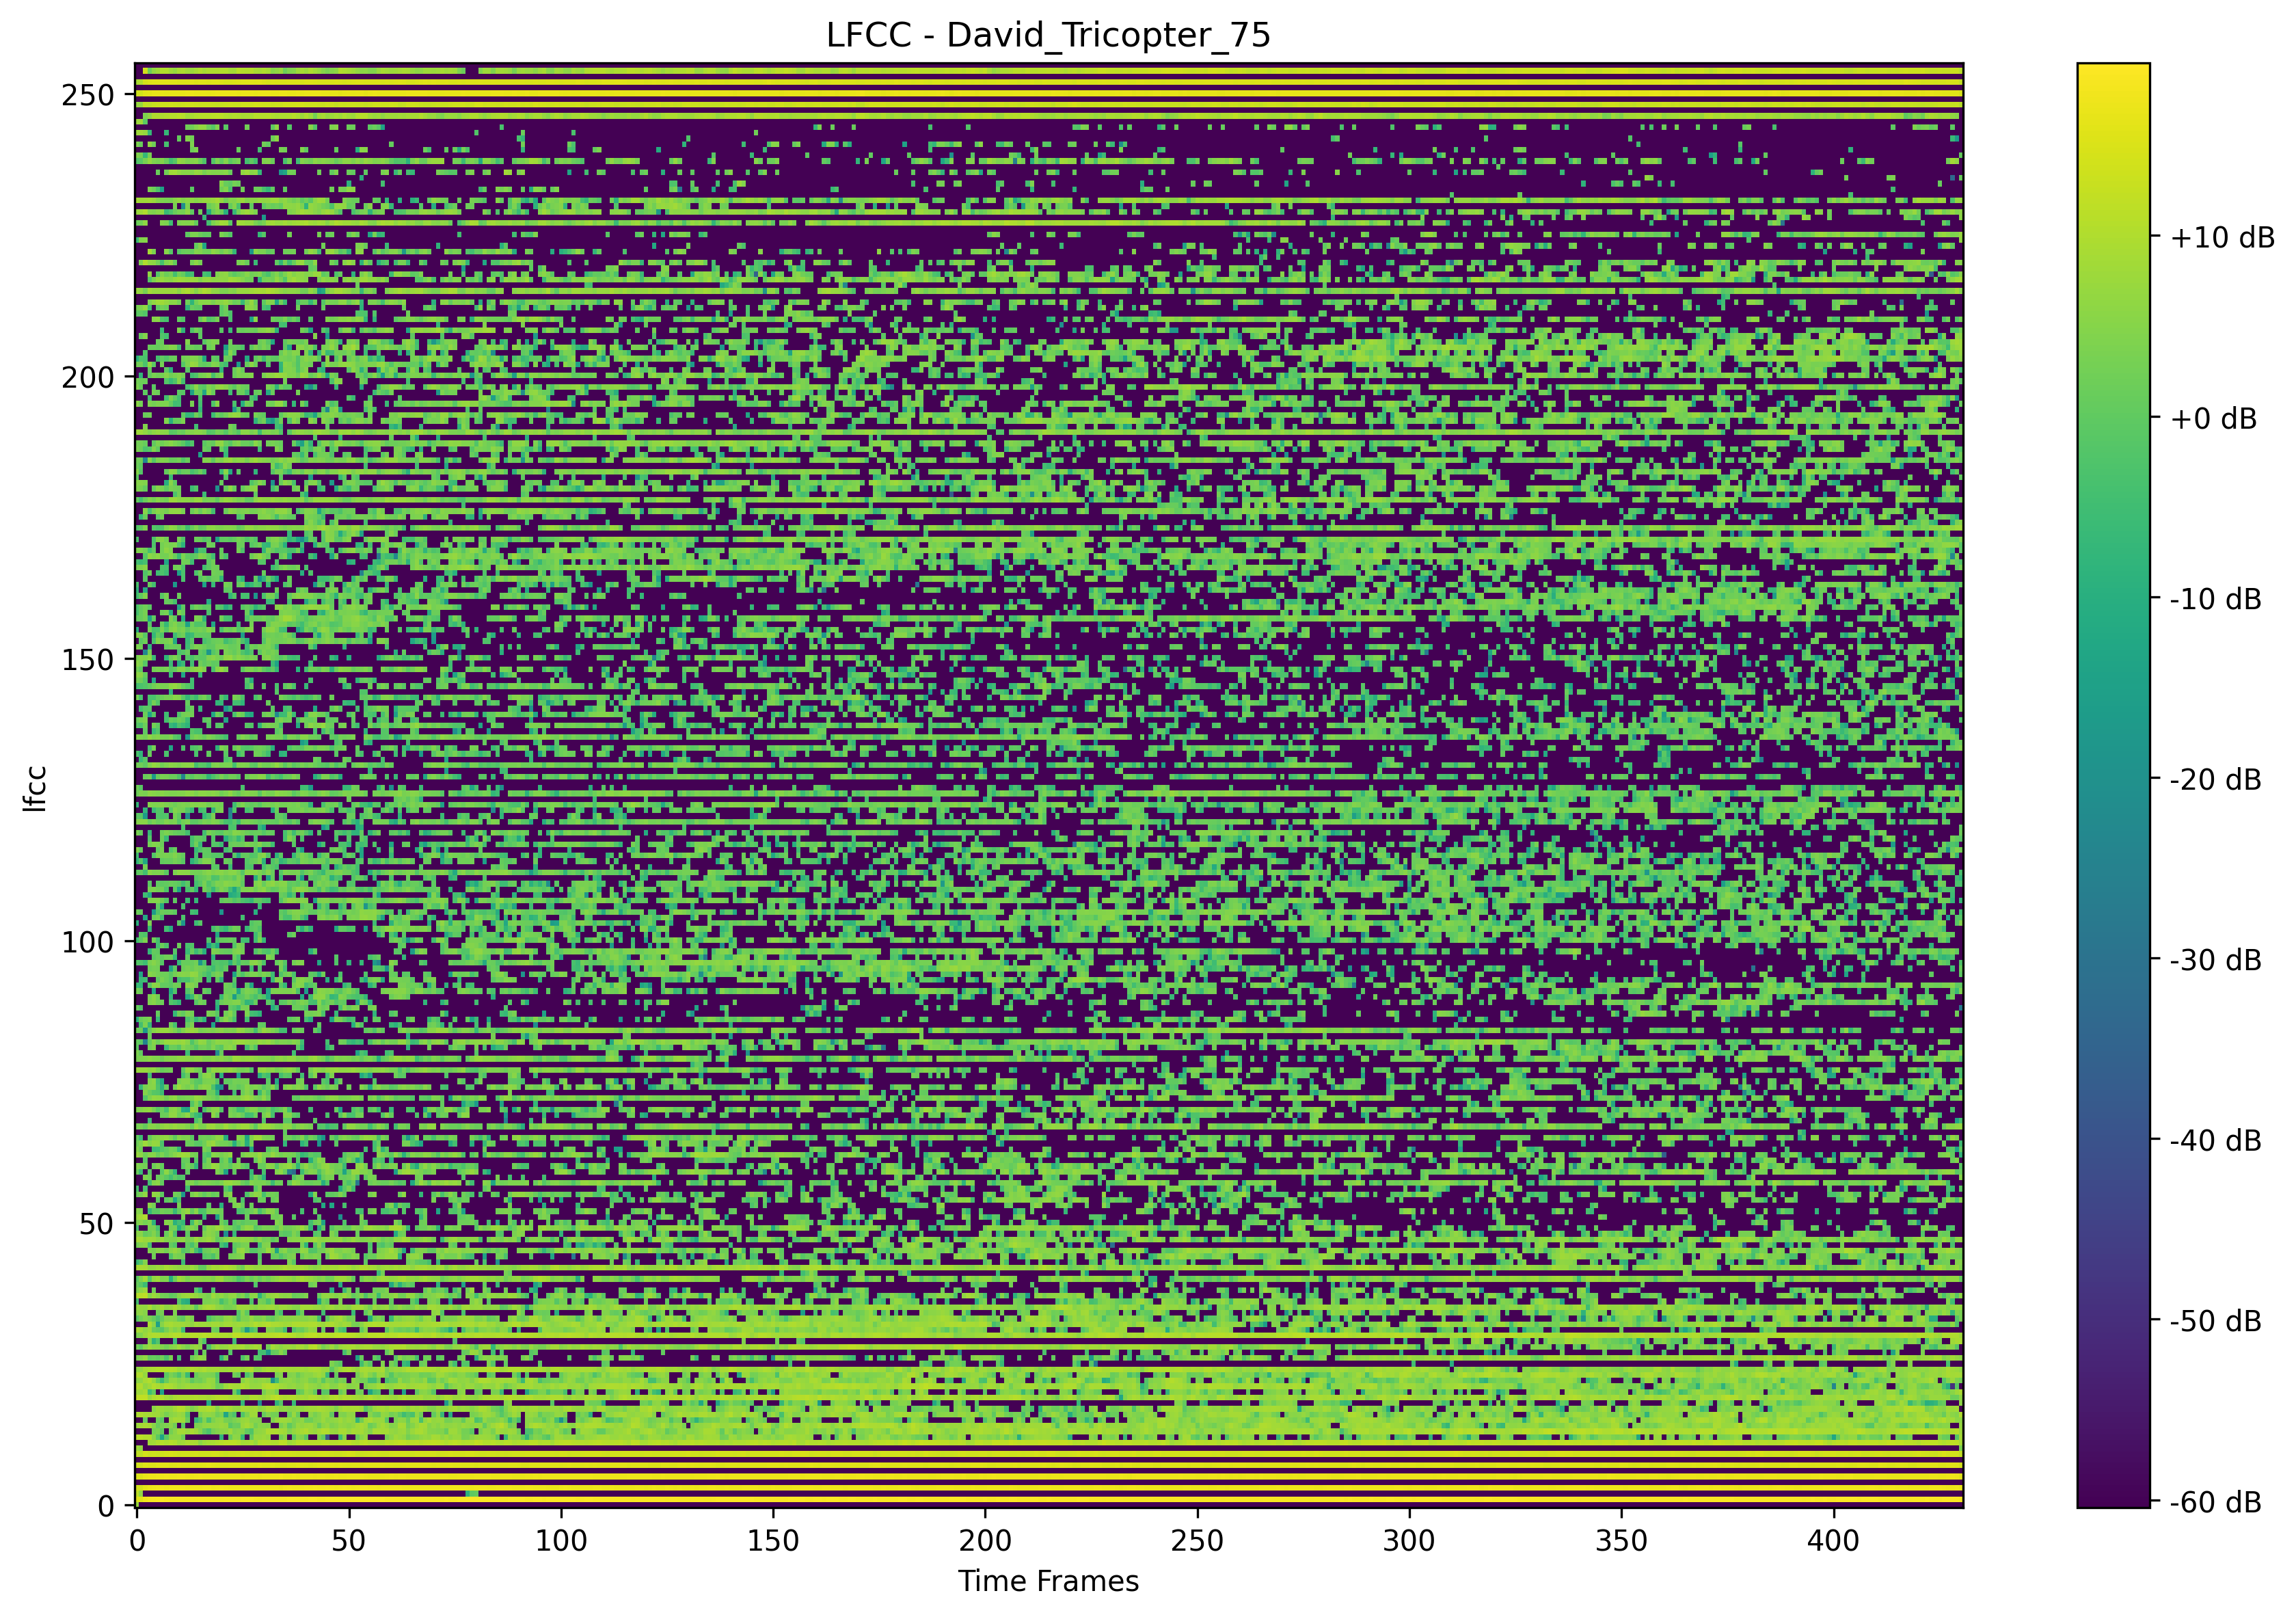 LFCC - David_Tricopter_75
250
200
150
100
50
0
lfcc
0 50 100 150 200 250 300 350 400
Time Frames
+10 dB
+0 dB
-10 dB
-20 dB
-30 dB
-40 dB
-50 dB
-60 dB